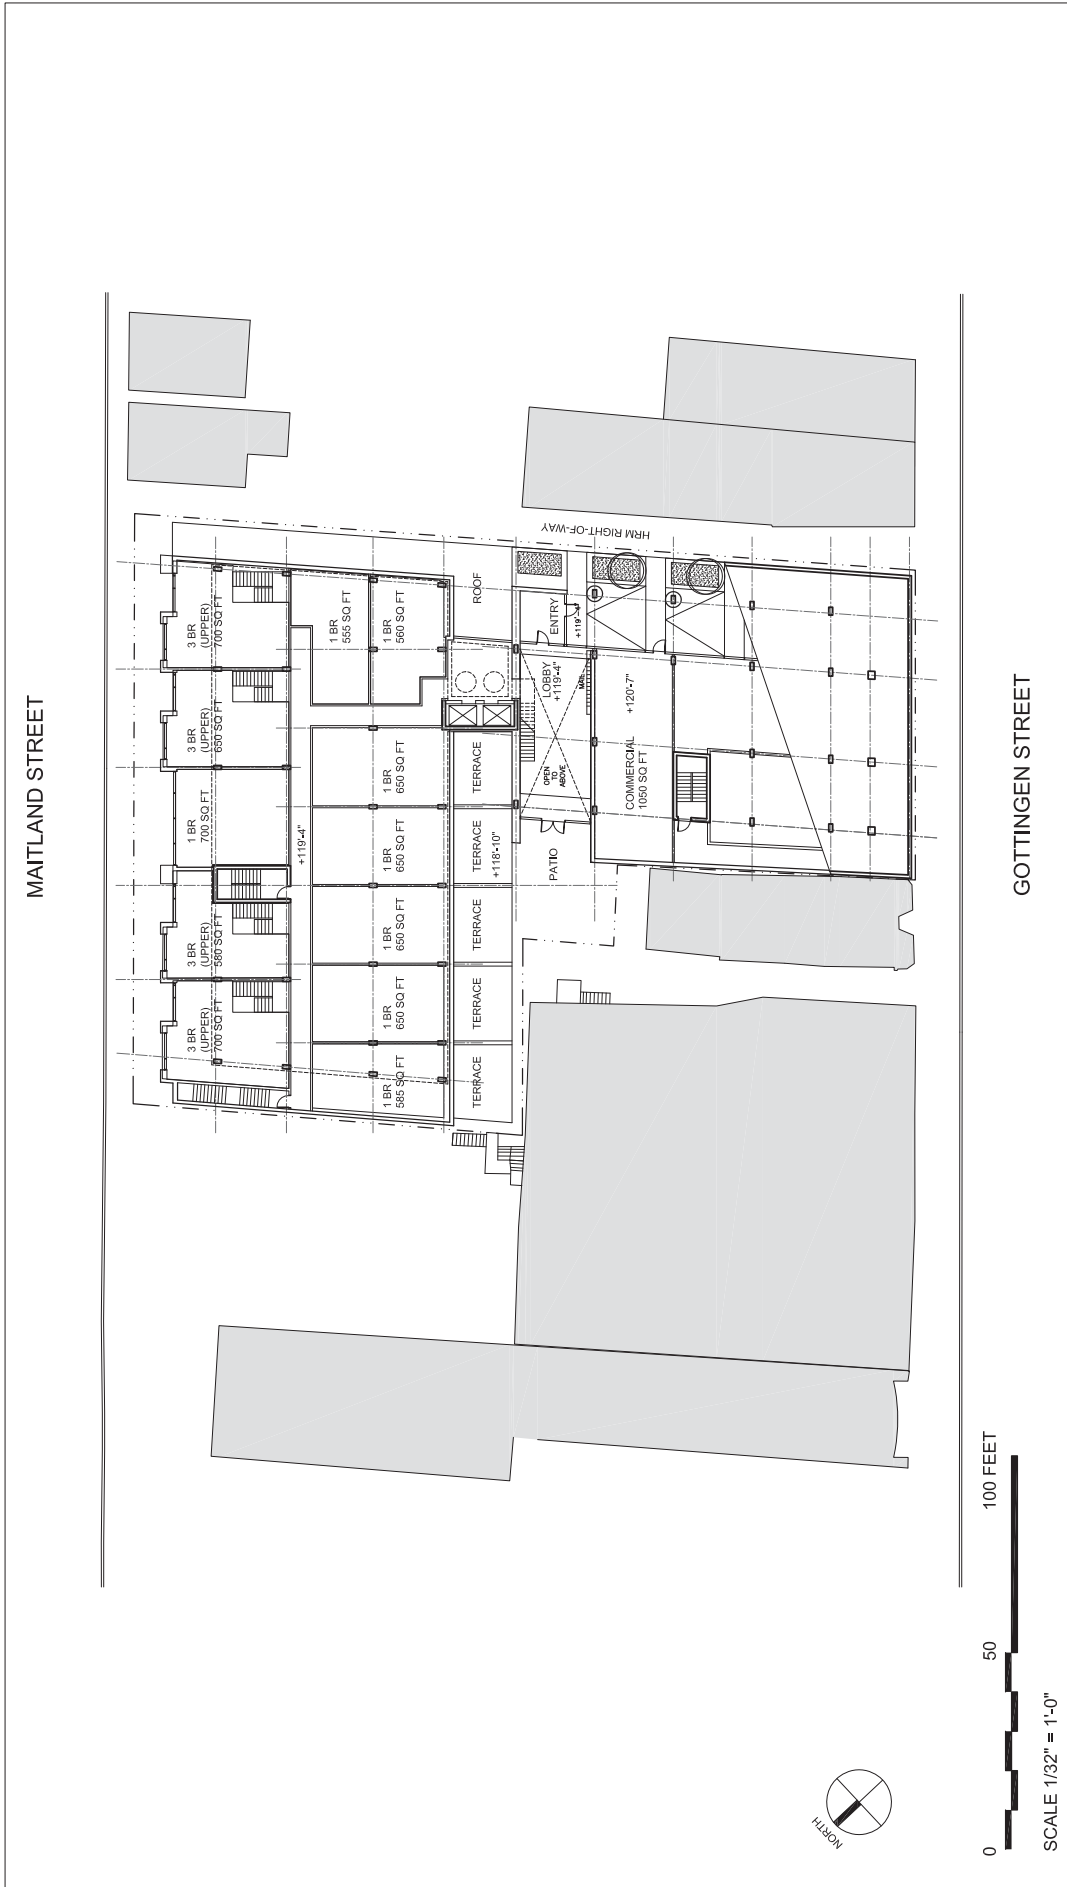 MAITLAND STREET
3 BR
(UPPER)
700 SQ FT
3 BR
(UPPER)
580 SQ FT
1 BR
700 SQ FT
3 BR
(UPPER)
650 SQ FT
3 BR
(UPPER)
700 SQ FT
+119'-4"
1 BR
555 SQ FT
1 BR
585 SQ FT
1 BR
650 SQ FT
1 BR
650 SQ FT
1 BR
650 SQ FT
1 BR
650 SQ FT
1 BR
560 SQ FT
TERRACE
TERRACE
TERRACE
TERRACE
+118'-10"
TERRACE
ROOF
PATIO
OPEN
TO
ABOVE
LOBBY
+119'-4"
MAIL
ENTRY
+119'-4"
HRM RIGHT-OF-WAY
COMMERCIAL
1050 SQ FT
+120'-7"
GOTTINGEN STREET
NORTH
0
50
100 FEET
SCALE 1/32" = 1'-0"